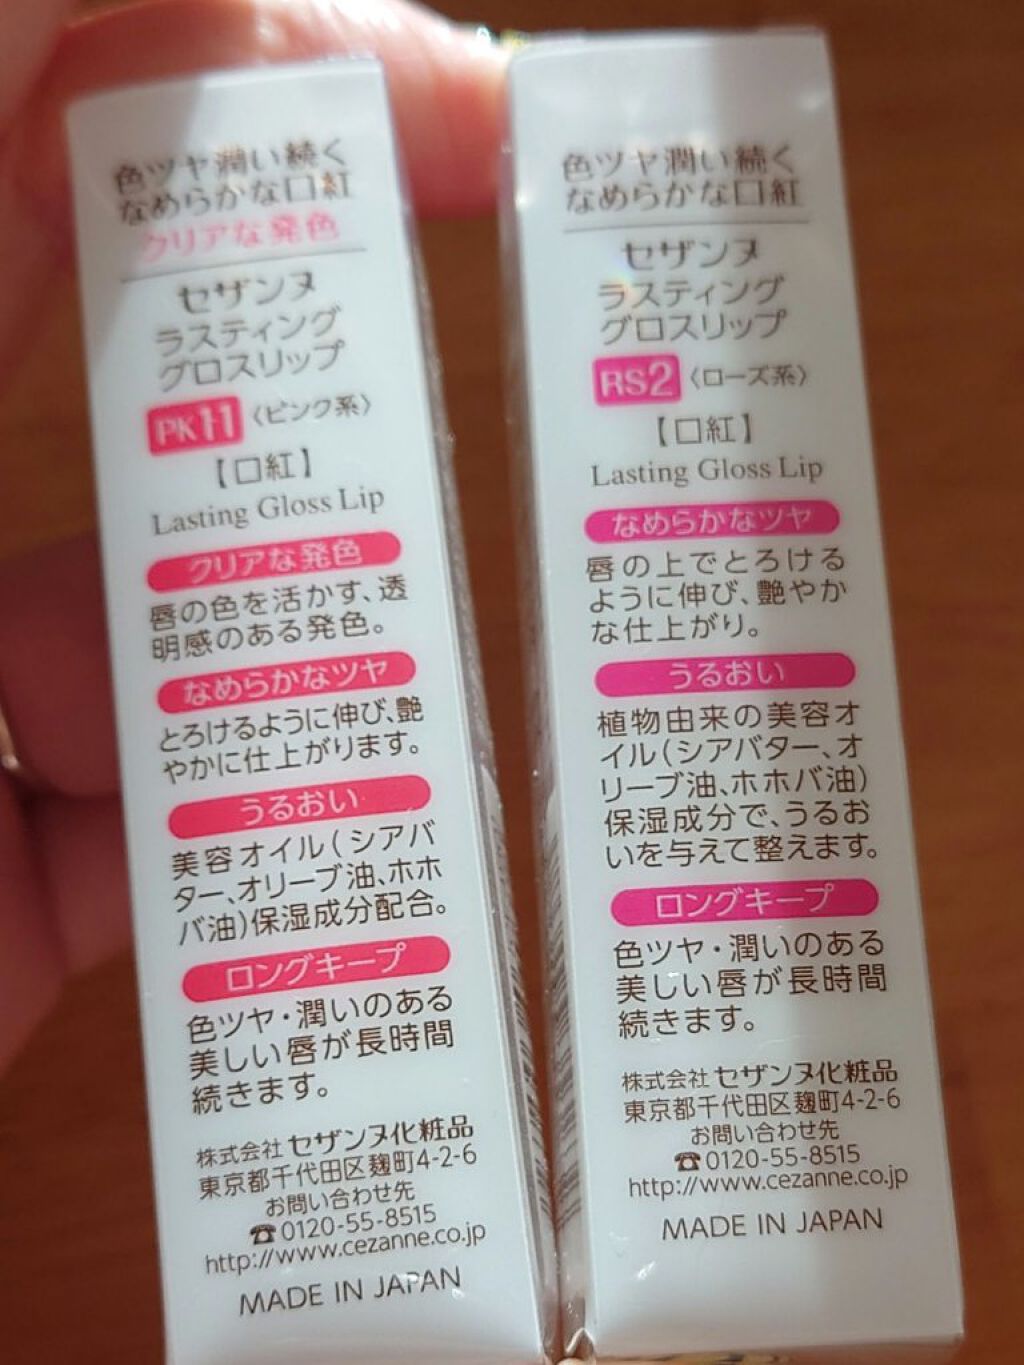 色ツヤ潤い続く
なめらかな口紅
クリアな発色
セザンヌ
ラスティング
グロスリップ
PK11 〈ピンク系〉
【口紅】
Lasting Gloss Lip
クリアな発色
唇の色を活かす、透
明感のある発色。
なめらかなツヤ
とろけるように伸び、艶
やかに仕上がります。
うるおい
美容オイル(シアバ
ター、オリーブ油、ホホ
バ油)保湿成分配合。
ロングキープ
色ツヤ・潤いのある
美しい唇が長時間
続きます。
株式会社 セザンヌ化粧品
東京都千代田区麹町4-2-6
お問い合わせ先
☎0120-55-8515
http://www.cezanne.co.jp
MADE IN JAPAN
色ツヤ潤い続く
なめらかな口紅
セザンヌ
ラスティング
グロスリップ
RS2 〈ローズ系〉
【口紅】
Lasting Gloss Lip
なめらかなツヤ
唇の上でとろける
ように伸び、艶やか
な仕上がり。
うるおい
植物由来の美容オ
イル(シアバター、オ
リーブ油、ホホバ油)
保湿成分で、うるお
いを与えて整えます。
ロングキープ
色ツヤ・潤いのある
美しい唇が長時間
続きます。
株式会社 セザンヌ化粧品
東京都千代田区麹町4-2-6
お問い合わせ先
☎0120-55-8515
http://www.cezanne.co.jp
MADE IN JAPAN